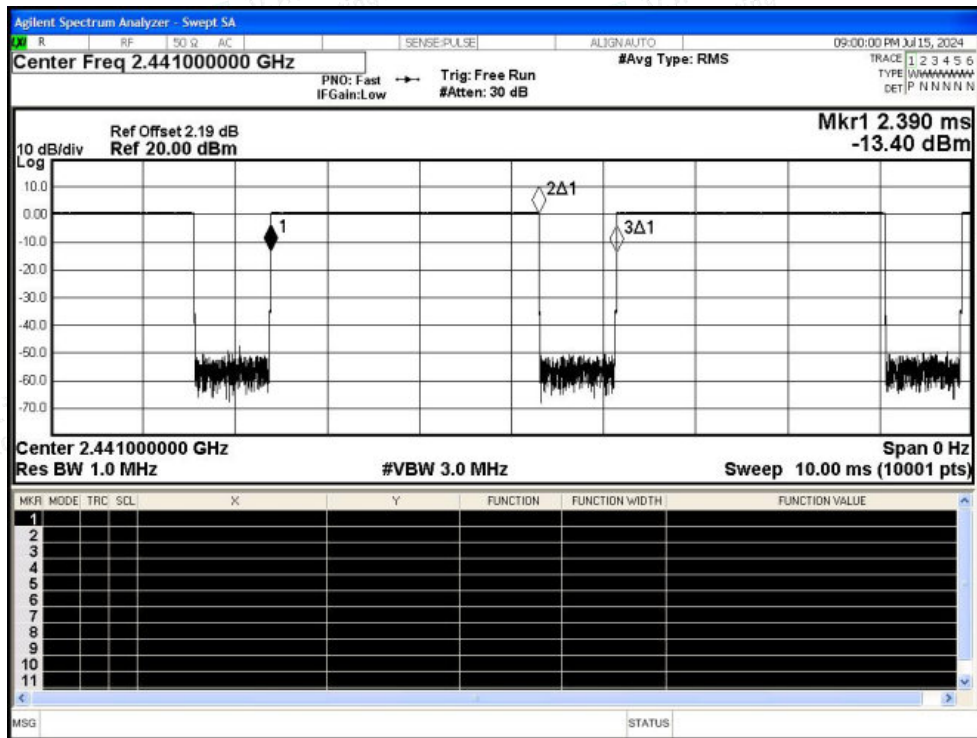 Agilent Spectrum Analyzer - Swept SA
LXI R RF 50 Ω AC SENSE:PULSE ALIGNAUTO 09:00:00 PM Jul 15, 2024
Center Freq 2.441000000 GHz #Avg Type: RMS TRACE 1 2 3 4 5 6
PNO: Fast Trig: Free Run TYPE
IFGain:Low #Atten: 30 dB DET P N N N N N
Mkr1 2.390 ms
Ref Offset 2.19 dB
10 dB/div Ref 20.00 dBm -13.40 dBm
Log
10.0
2Δ1
0.00
1 3Δ1
-10.0
-20.0
-30.0
-40.0
-50.0
-60.0
-70.0
Center 2.441000000 GHz Span 0 Hz
Res BW 1.0 MHz #VBW 3.0 MHz Sweep 10.00 ms (10001 pts)
MKR MODE TRC SCL X Y FUNCTION FUNCTION WIDTH FUNCTION VALUE
1
2
3
4
5
6
7
8
9
10
11
MSG STATUS